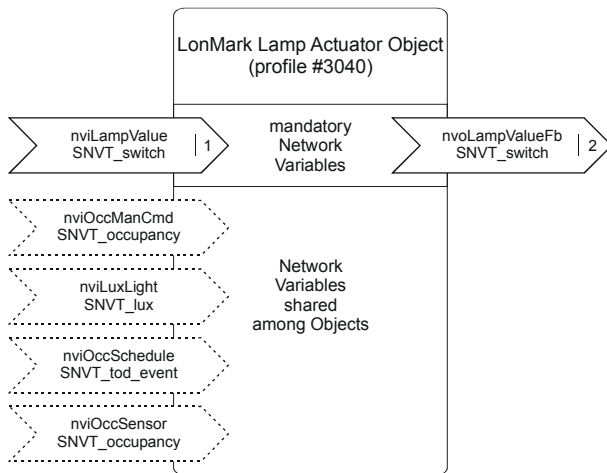 LonMark Lamp Actuator Object
(profile #3040)
nviLampValue
SNVT_switch
1
mandatory
Network
Variables
nvoLampValueFb
SNVT_switch
2
nviOccManCmd
SNVT_occupancy
nviLuxLight
SNVT_lux
Network
Variables
shared
among Objects
nviOccSchedule
SNVT_tod_event
nviOccSensor
SNVT_occupancy